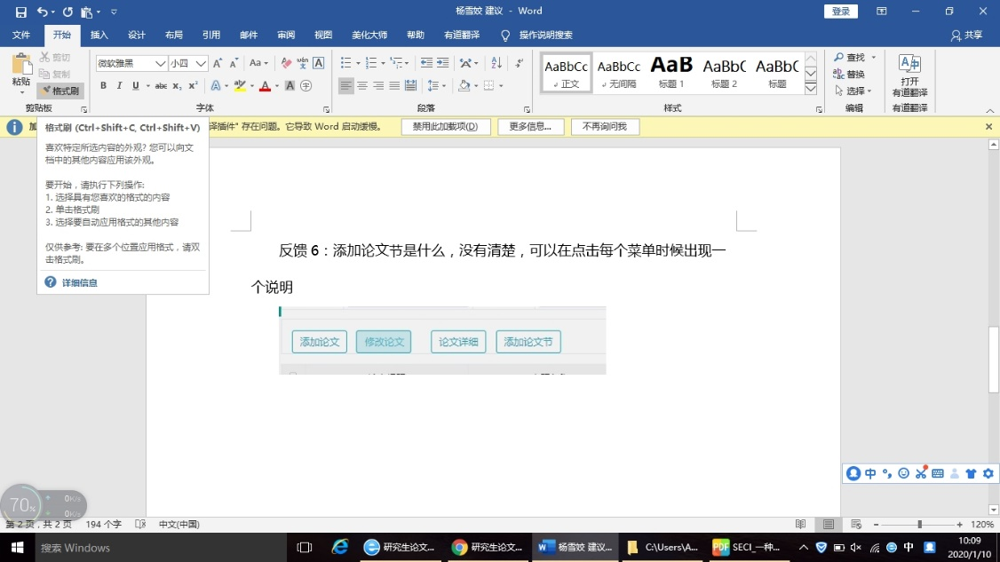 杨雪姣 建议 - Word
登录
文件 开始 插入 设计 布局 引用 邮件 审阅 视图 美化大师 帮助 有道翻译 操作说明搜索 共享
粘贴
剪切
复制
格式刷
微软雅黑 小四
AaBbCc AaBbCc AaB AaBbC AaBbC
正文 无间隔 标题 1 标题 2 标题
查找
替换
选择
打开
有道翻译
剪贴板 字体 段落 样式 编辑 有道翻译
译插件" 存在问题。它导致 Word 启动缓慢。 禁用此加载项(D) 更多信息... 不再询问我
格式刷 (Ctrl+Shift+C, Ctrl+Shift+V)
喜欢特定所选内容的外观? 您可以向文
档中的其他内容应用该外观。
要开始，请执行下列操作:
1. 选择具有您喜欢的格式的内容
2. 单击格式刷
3. 选择要自动应用格式的其他内容
仅供参考: 要在多个位置应用格式，请双
击格式刷。
详细信息
反馈 6：添加论文节是什么，没有清楚，可以在点击每个菜单时候出现一
个说明
添加论文 修改论文 论文详细 添加论文节
中
70%
0K/s
0K/s
第 2 页，共 2 页 194 个字 中文(中国) 120%
搜索 Windows
研究生论文...
研究生论文...
杨雪姣 建议...
C:\Users\A...
SECI_一种...
中
10:09
2020/1/10